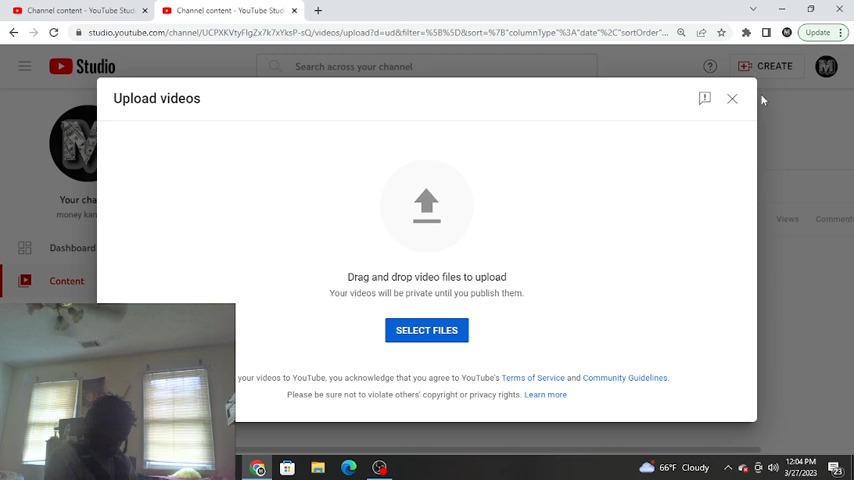 Channel content - YouTube Studi
Channel content - YouTube Studi
studio.youtube.com/channel/UCPXKVtyFIgZx7k7xYksP-sQ/videos/upload?d=ud&filter=%5B%5D&sort=%7B"columnType"%3A"date"%2C"sortOrder"...
Update
Studio
Search across your channel
CREATE
M
Upload videos
M
Your cha
money kan
Views
Comment
Drag and drop video files to upload
Dashboard
Your videos will be private until you publish them.
Content
SELECT FILES
your videos to YouTube, you acknowledge that you agree to YouTube's Terms of Service and Community Guidelines.
Please be sure not to violate others' copyright or privacy rights. Learn more
66°F Cloudy
12:04 PM
3/27/2023
23